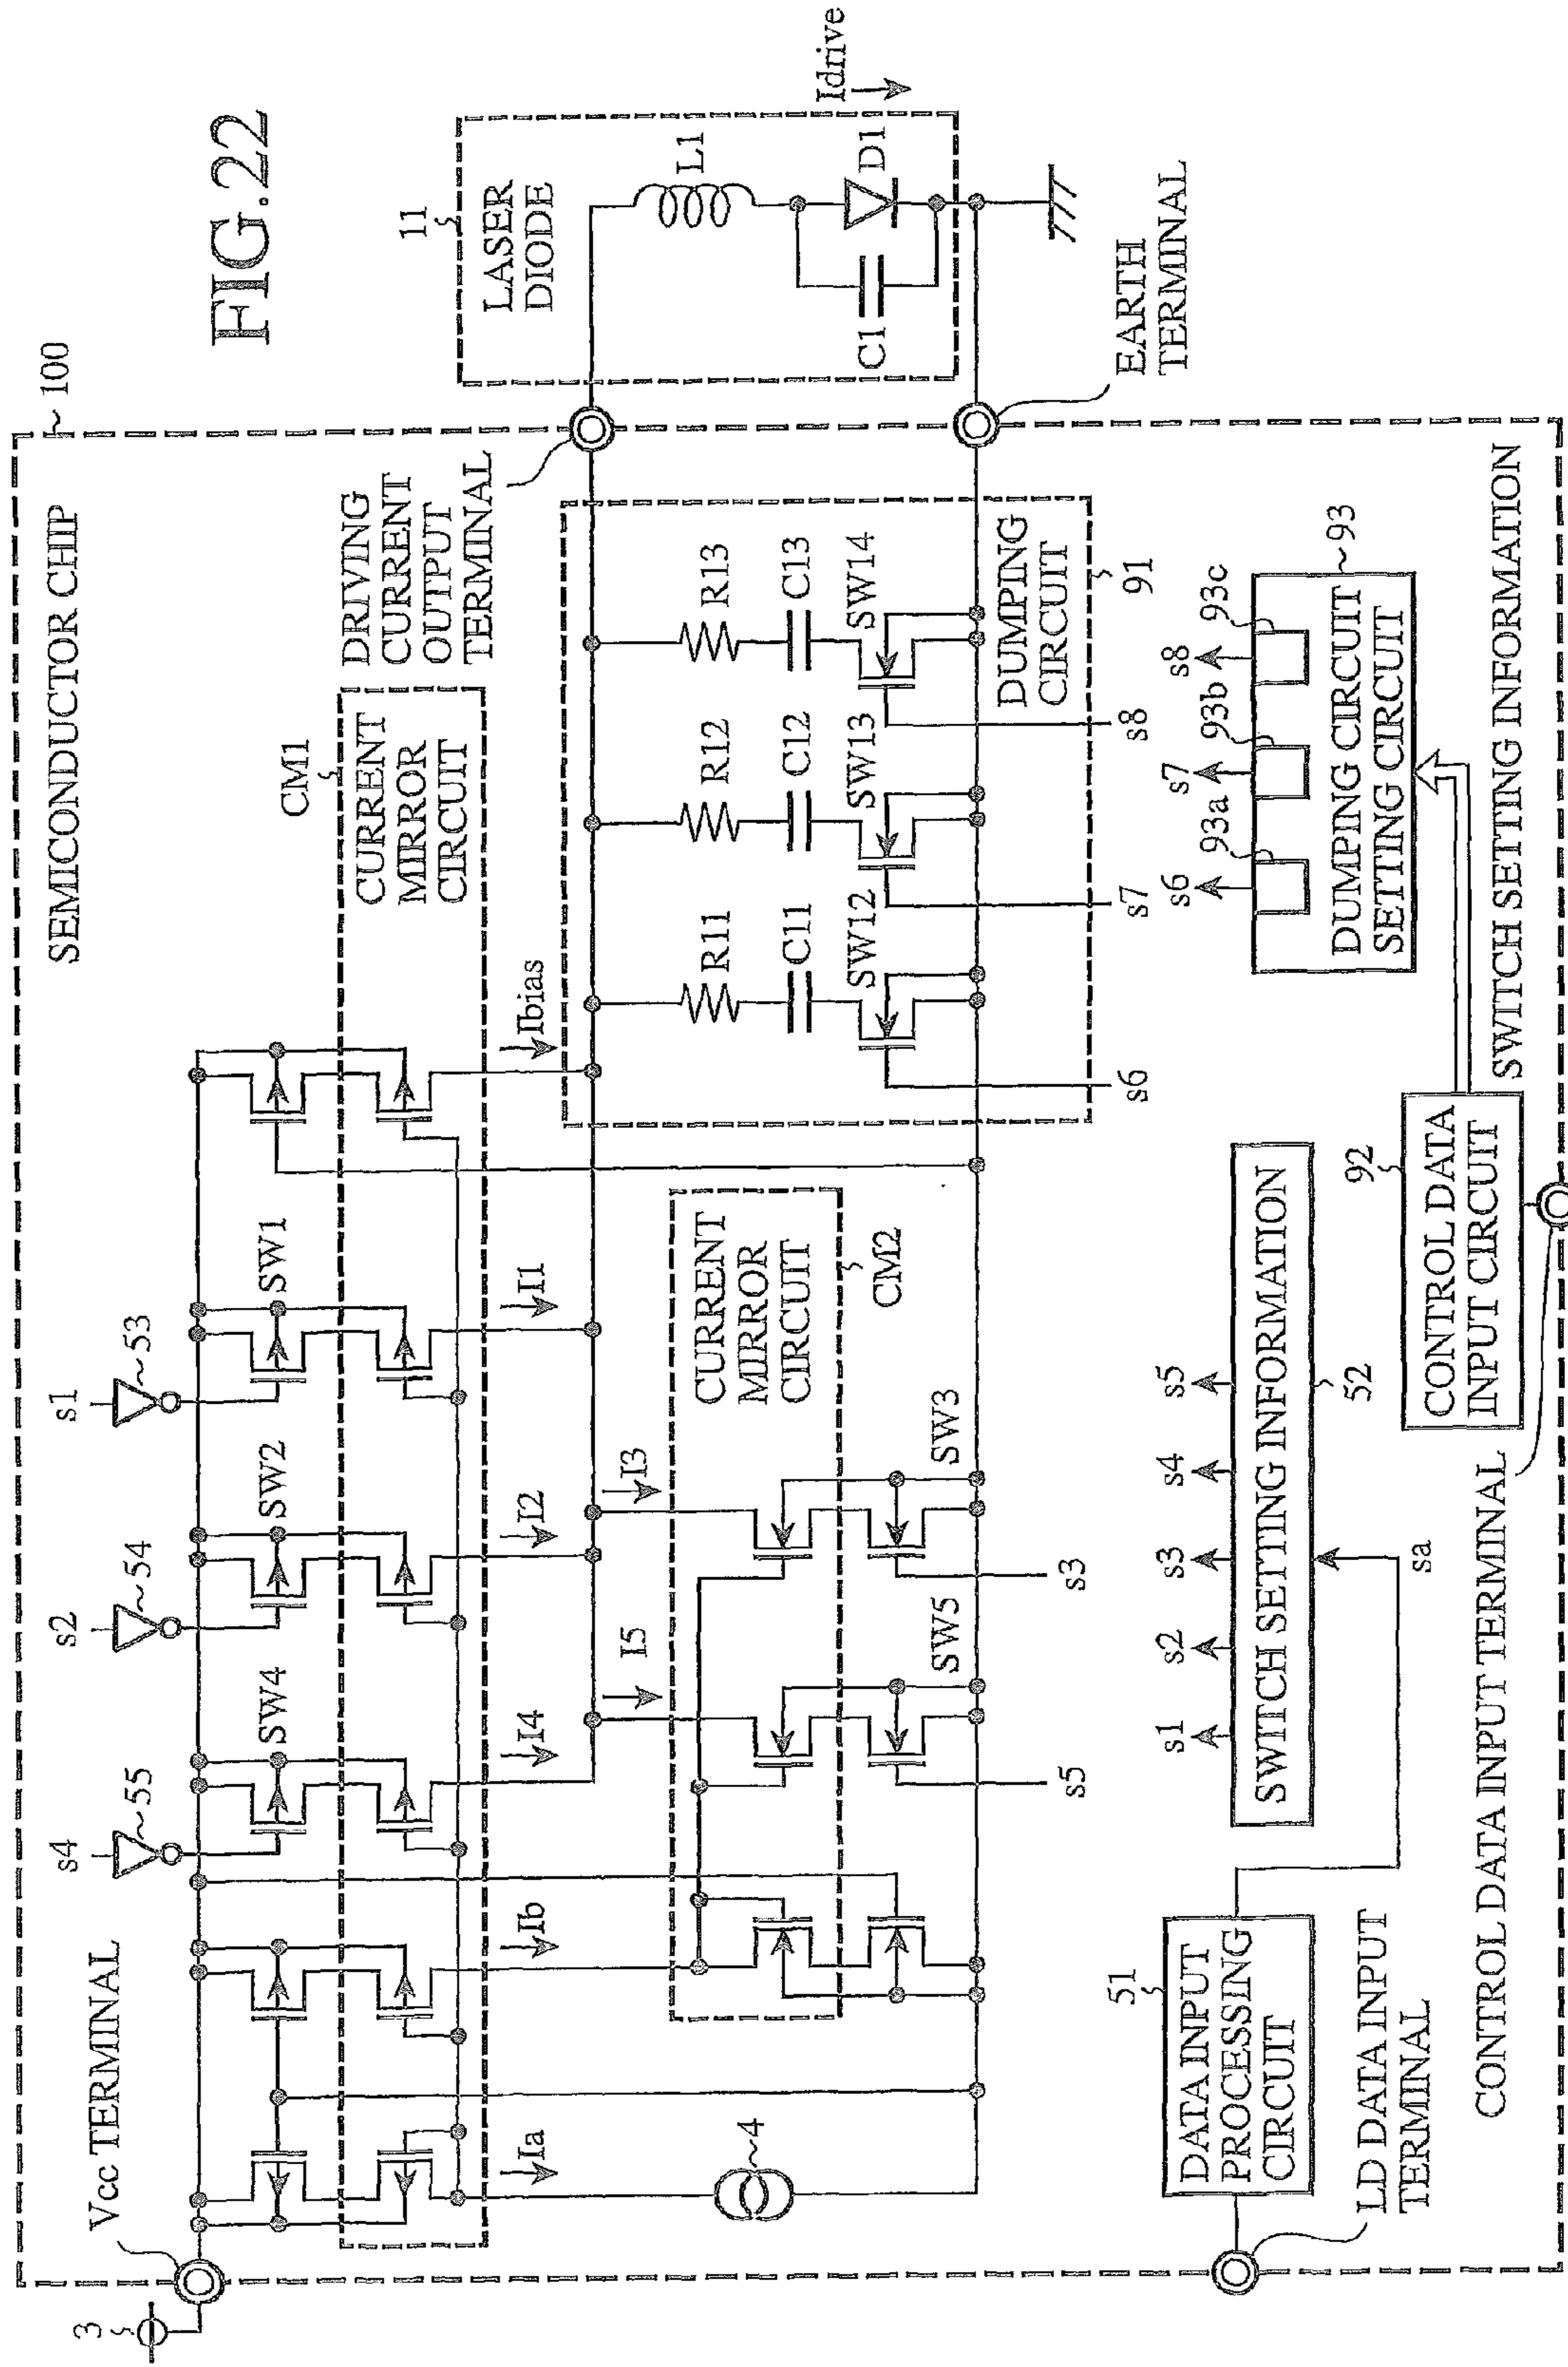 FIG.22
3
Vcc TERMINAL
SEMICONDUCTOR CHIP
100
s4
55
s2
54
s1
53
SW4
SW2
SW1
CM1
CURRENT
MIRROR
CIRCUIT
DRIVING
CURRENT
OUTPUT
TERMINAL
11
LASER
DIODE
L1
C1
D1
Idrive
Ia
Ib
I4
I2
I1
Ibias
I5
I3
4
CURRENT
MIRROR
CIRCUIT
CM2
SW5
SW3
s5
s3
R11
R12
R13
C11
C12
C13
SW12
SW13
SW14
s6
s7
s8
DUMPING
CIRCUIT
91
EARTH
TERMINAL
51
DATA INPUT
PROCESSING
CIRCUIT
LD DATA INPUT
TERMINAL
s1
s2
s3
s4
s5
SWITCH SETTING INFORMATION
52
sa
92
CONTROL DATA
INPUT CIRCUIT
CONTROL DATA INPUT TERMINAL
s6
s7
s8
93a
93b
93c
DUMPING CIRCUIT
SETTING CIRCUIT
93
SWITCH SETTING INFORMATION